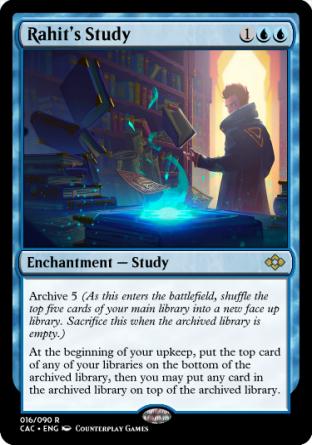 Rahit's Study 1
Enchantment — Study
Archive 5 (As this enters the battlefield, shuffle the
top five cards of your main library into a new face up
library. Sacrifice this when the archived library is
empty.)
At the beginning of your upkeep, put the top card
of any of your libraries on the bottom of the
archived library, then you may put any card in
the archived library on top of the archived library.
016/090 R
CAC • ENG Counterplay Games